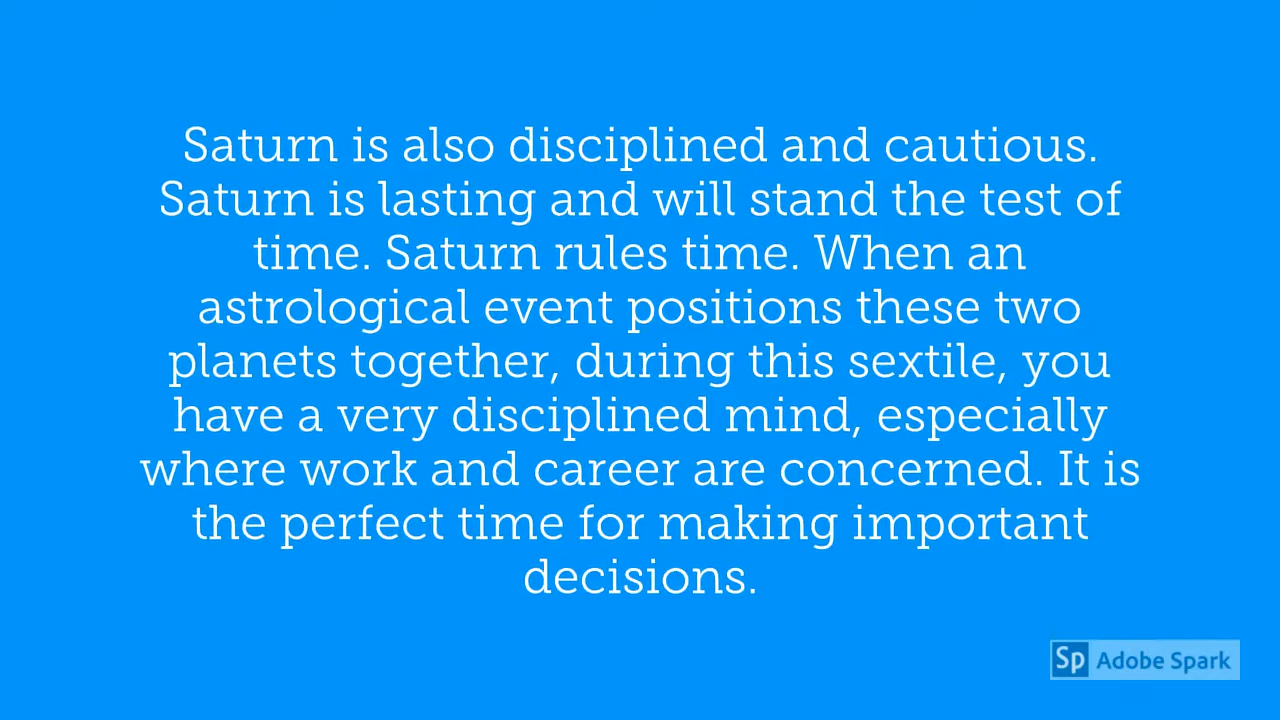 Saturn is also disciplined and cautious.
Saturn is lasting and will stand the test of
time. Saturn rules time. When an
astrological event positions these two
planets together, during this sextile, you
have a very disciplined mind, especially
where work and career are concerned. It is
the perfect time for making important
decisions.
Sp Adobe Spark